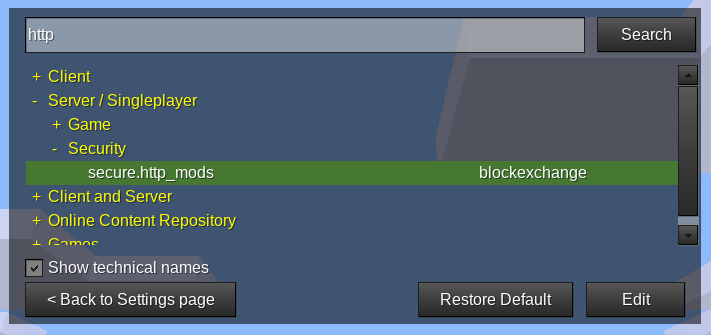 http Search
+ Client
- Server / Singleplayer
+ Game
- Security
secure.http_mods blockexchange
+ Client and Server
+ Online Content Repository
+ Games
Show technical names
< Back to Settings page Restore Default Edit